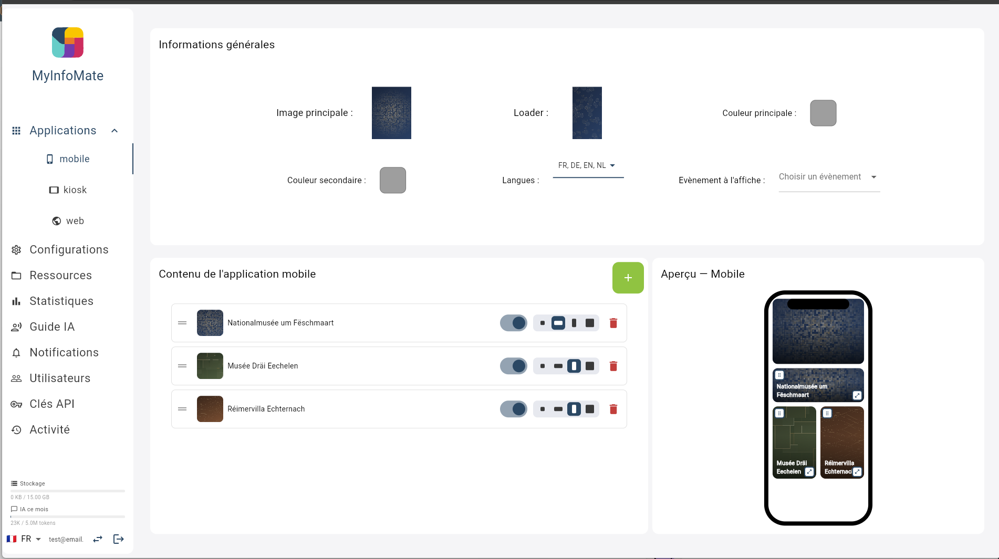 MyInfoMate
Applications
mobile
kiosk
web
Configurations
Ressources
Statistiques
Guide IA
Notifications
Utilisateurs
Clés API
Activité
Stockage
0 KB / 15.00 GB
IA ce mois
23K / 5.0M tokens
FR
test@email.
Informations générales
Image principale :
Loader :
Couleur principale :
Couleur secondaire :
Langues :
FR, DE, EN, NL
Evènement à l'affiche :
Choisir un évènement
Contenu de l'application mobile
+
Nationalmusée um Fëschmaart
Musée Dräi Eechelen
Réimervilla Echternach
Aperçu — Mobile
Nationalmusée um
Fëschmaart
Musée Dräi
Eechelen
Réimervilla
Echternac